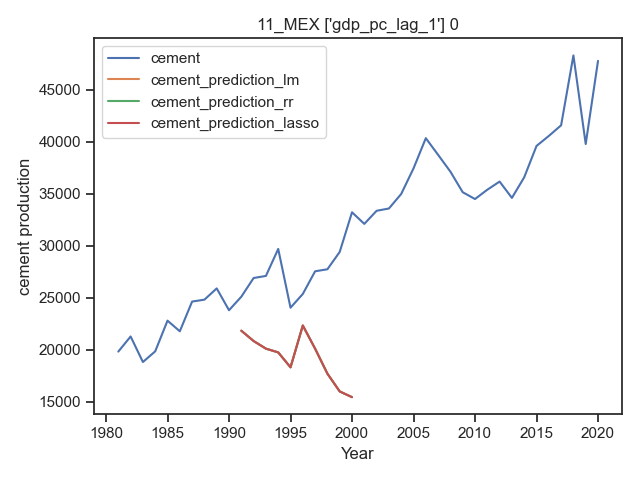 11_MEX ['gdp_pc_lag_1'] 0
cement
cement_prediction_lm
cement_prediction_rr
cement_prediction_lasso
45000
40000
35000
30000
25000
20000
15000
cement production
1980 1985 1990 1995 2000 2005 2010 2015 2020
Year